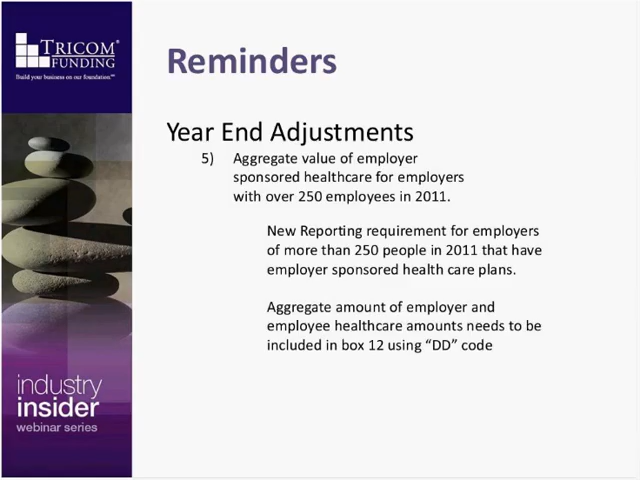 TRICOM®
FUNDING
Build your business on our foundation.℠
Reminders
Year End Adjustments
5) Aggregate value of employer
sponsored healthcare for employers
with over 250 employees in 2011.
New Reporting requirement for employers
of more than 250 people in 2011 that have
employer sponsored health care plans.
Aggregate amount of employer and
employee healthcare amounts needs to be
included in box 12 using “DD” code
industry
insider
webinar series